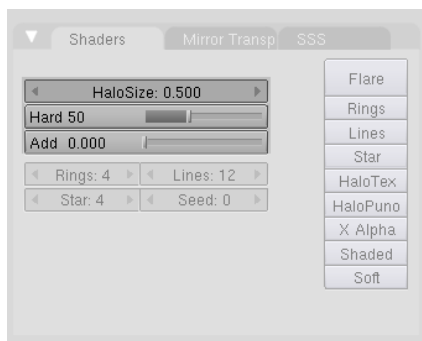 Shaders Mirror Transp SSS
HaloSize: 0.500
Hard 50
Add 0.000
Rings: 4 Lines: 12
Star: 4 Seed: 0
Flare
Rings
Lines
Star
HaloTex
HaloPuno
X Alpha
Shaded
Soft